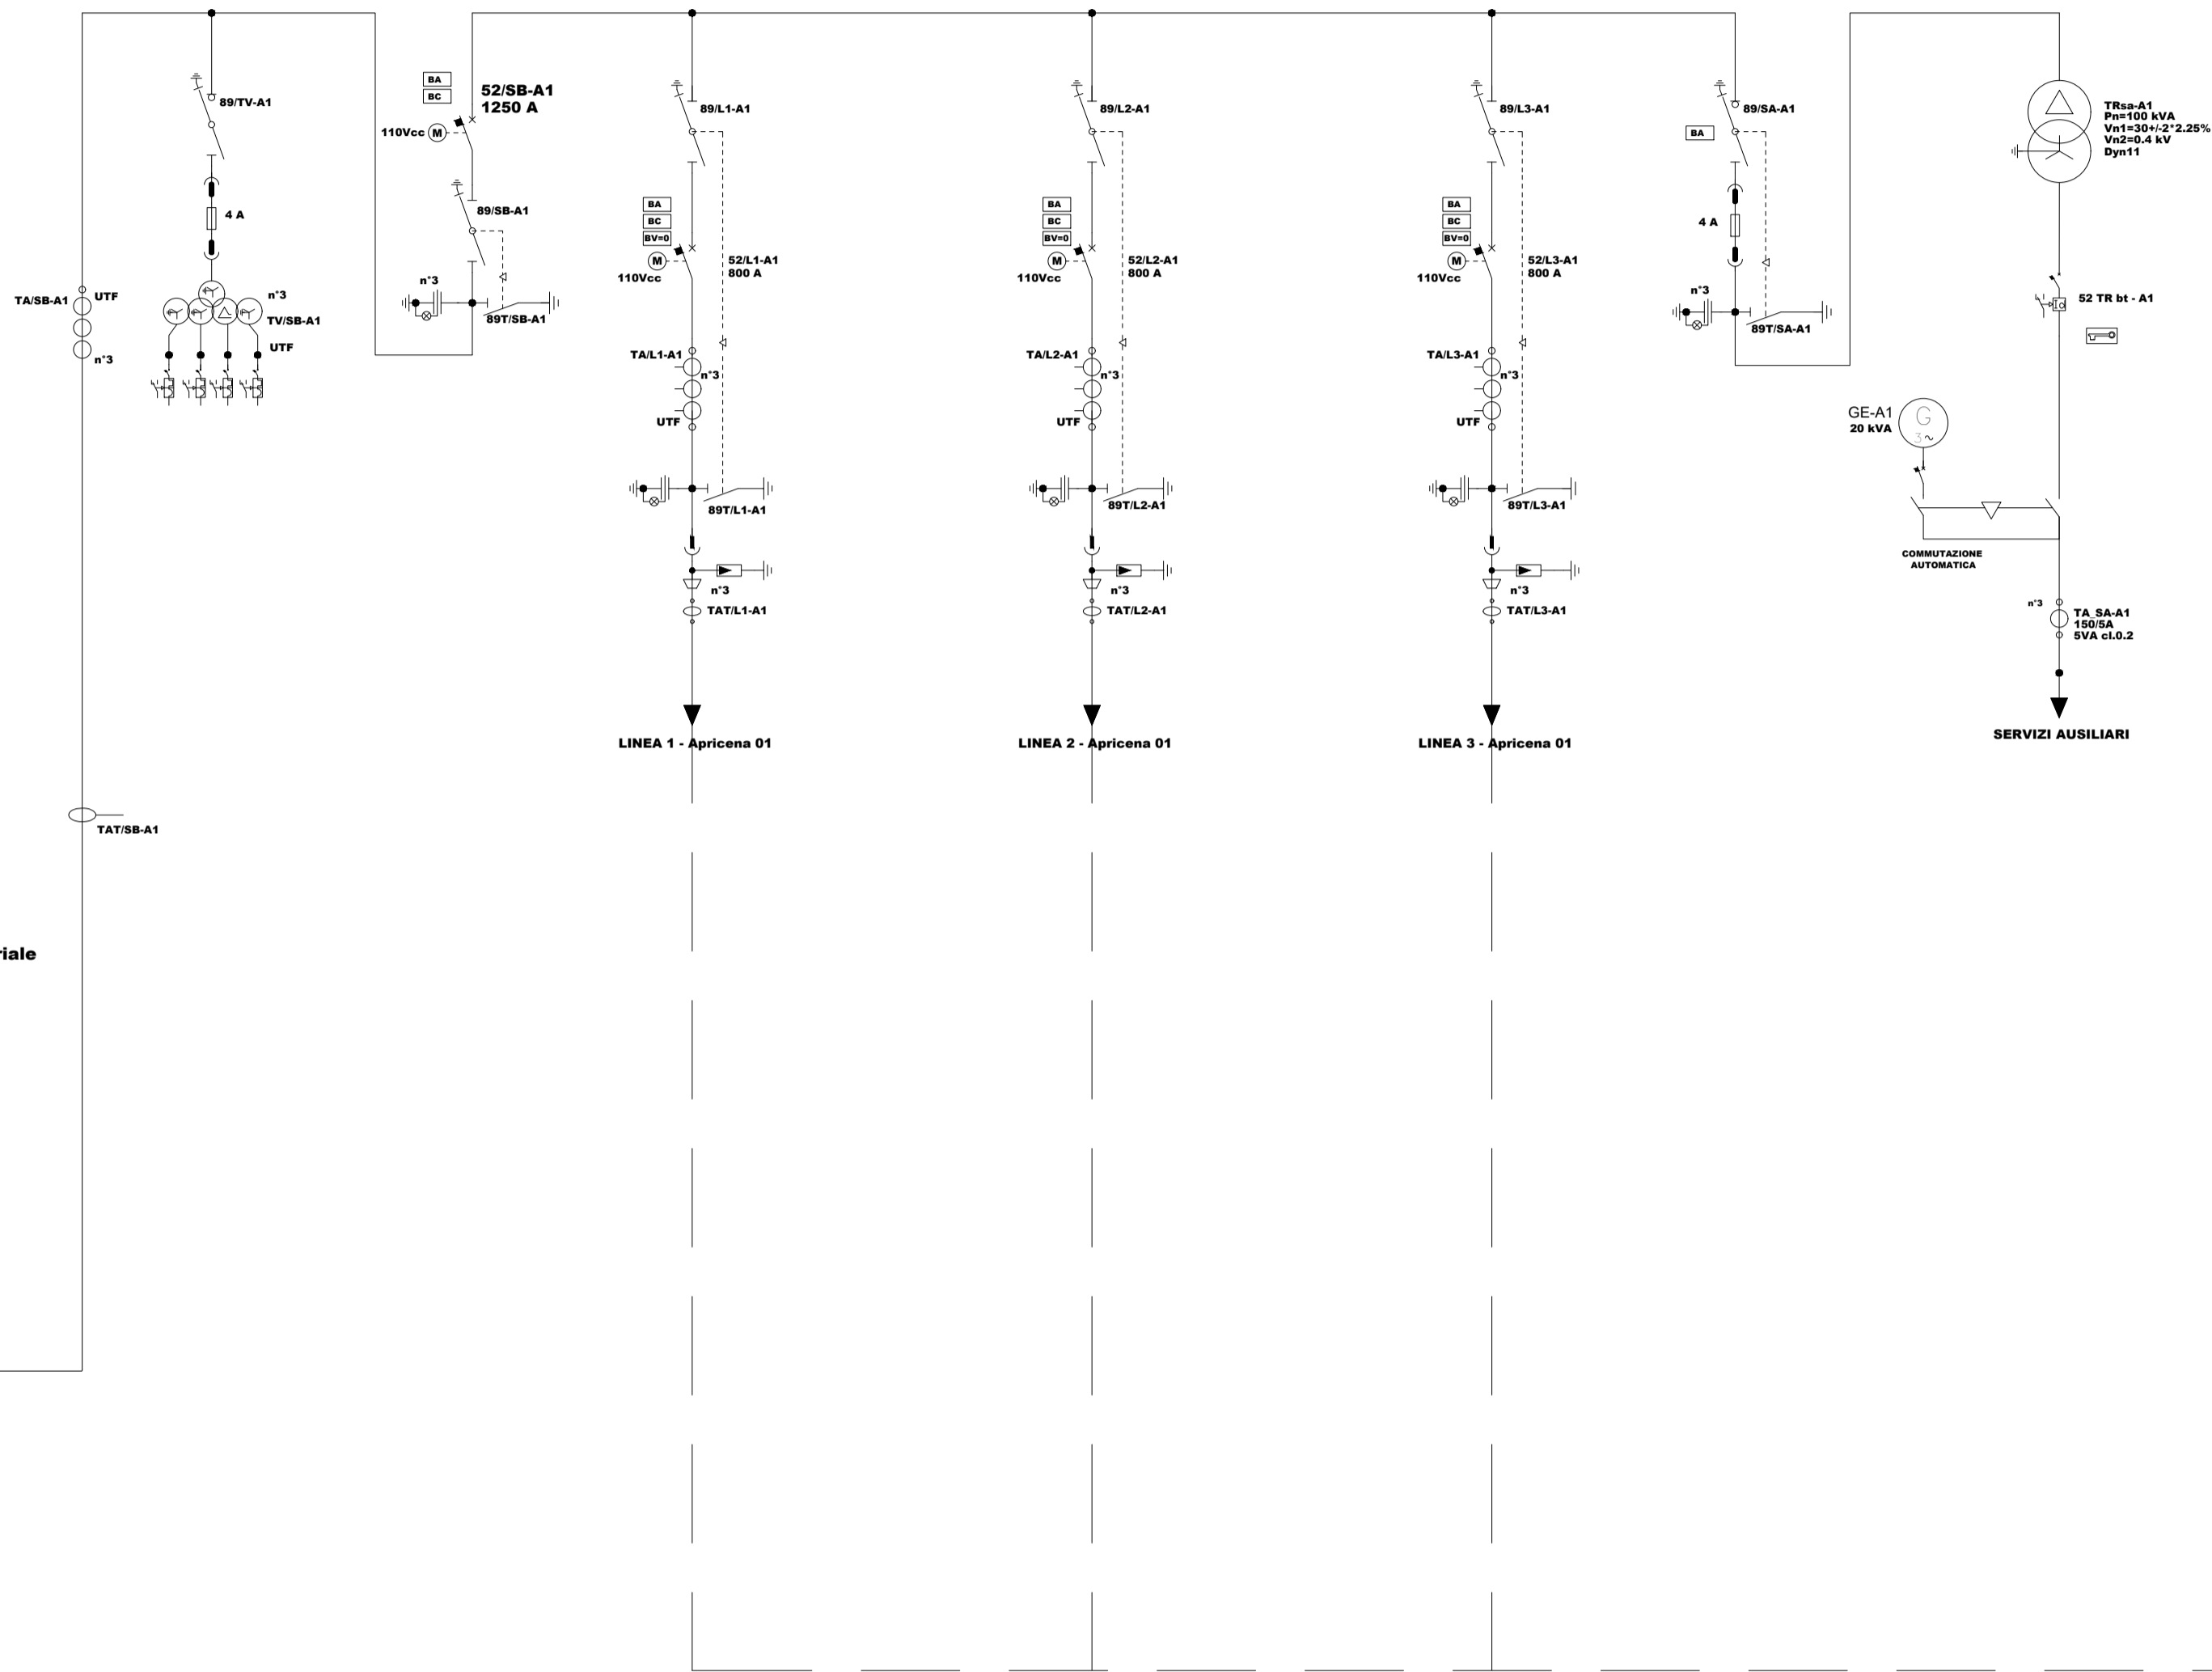 89/TV-A1
4 A
TA/SB-A1
UTF
n°3
n°3
TV/SB-A1
UTF
BA
BC
52/SB-A1
1250 A
110Vcc
M
89/SB-A1
n°3
89T/SB-A1
89/L1-A1
BA
BC
BV=0
M
110Vcc
52/L1-A1
800 A
TA/L1-A1
n°3
UTF
89T/L1-A1
n°3
TAT/L1-A1
LINEA 1 - Apricena 01
89/L2-A1
BA
BC
BV=0
M
110Vcc
52/L2-A1
800 A
TA/L2-A1
n°3
UTF
89T/L2-A1
n°3
TAT/L2-A1
LINEA 2 - Apricena 01
89/L3-A1
BA
BC
BV=0
M
110Vcc
52/L3-A1
800 A
TA/L3-A1
n°3
UTF
89T/L3-A1
n°3
TAT/L3-A1
LINEA 3 - Apricena 01
89/SA-A1
BA
4 A
n°3
89T/SA-A1
TRsa-A1
Pn=100 kVA
Vn1=30+/-2*2.25%
Vn2=0.4 kV
Dyn11
52 TR bt - A1
GE-A1
20 kVA
G
3~
COMMUTAZIONE
AUTOMATICA
n°3
TA_SA-A1
150/5A
5VA cl.0.2
SERVIZI AUSILIARI
TAT/SB-A1
riale